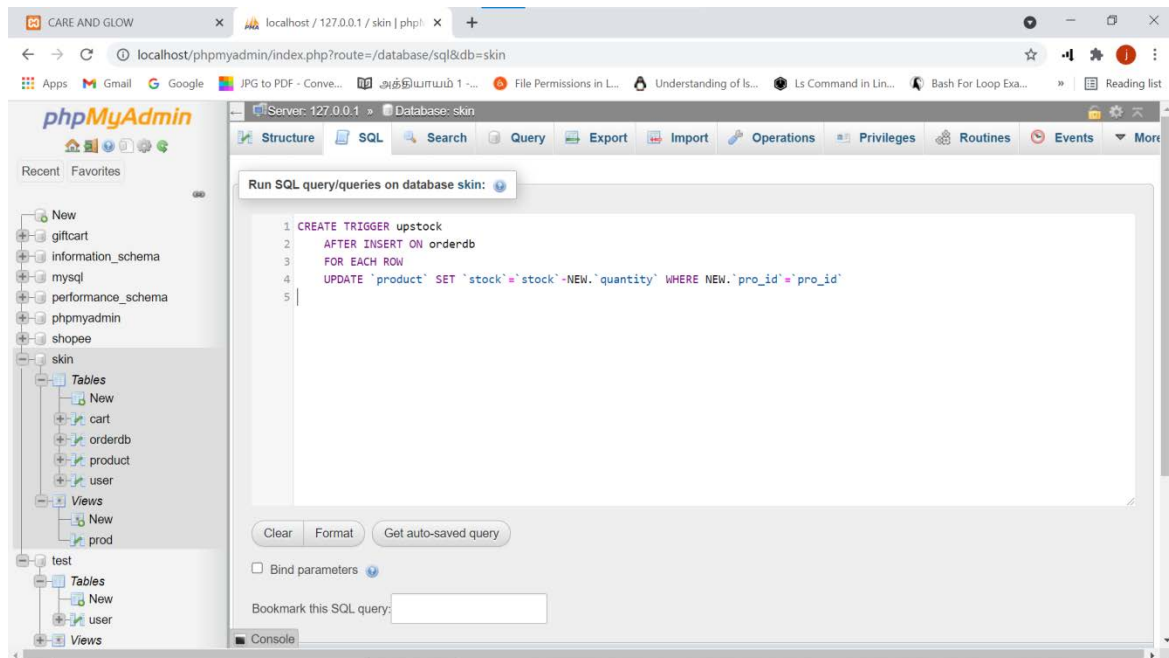 CARE AND GLOW
localhost / 127.0.0.1 / skin | php
localhost/phpmyadmin/index.php?route=/database/sql&db=skin
Apps Gmail Google JPG to PDF - Conve... அத்தியாயம் 1 -... File Permissions in L... Understanding of ls... Ls Command in Lin... Bash For Loop Exa... » Reading list
phpMyAdmin
Recent Favorites
New
giftcart
information_schema
mysql
performance_schema
phpmyadmin
shopee
skin
Tables
New
cart
orderdb
product
user
Views
New
prod
test
Tables
New
user
Views
Server: 127.0.0.1 » Database: skin
Structure SQL Search Query Export Import Operations Privileges Routines Events More
Run SQL query/queries on database skin:
1 CREATE TRIGGER upstock
2 AFTER INSERT ON orderdb
3 FOR EACH ROW
4 UPDATE `product` SET `stock`=`stock`-NEW.`quantity` WHERE NEW.`pro_id`=`pro_id`
5
Clear Format Get auto-saved query
Bind parameters
Bookmark this SQL query:
Console